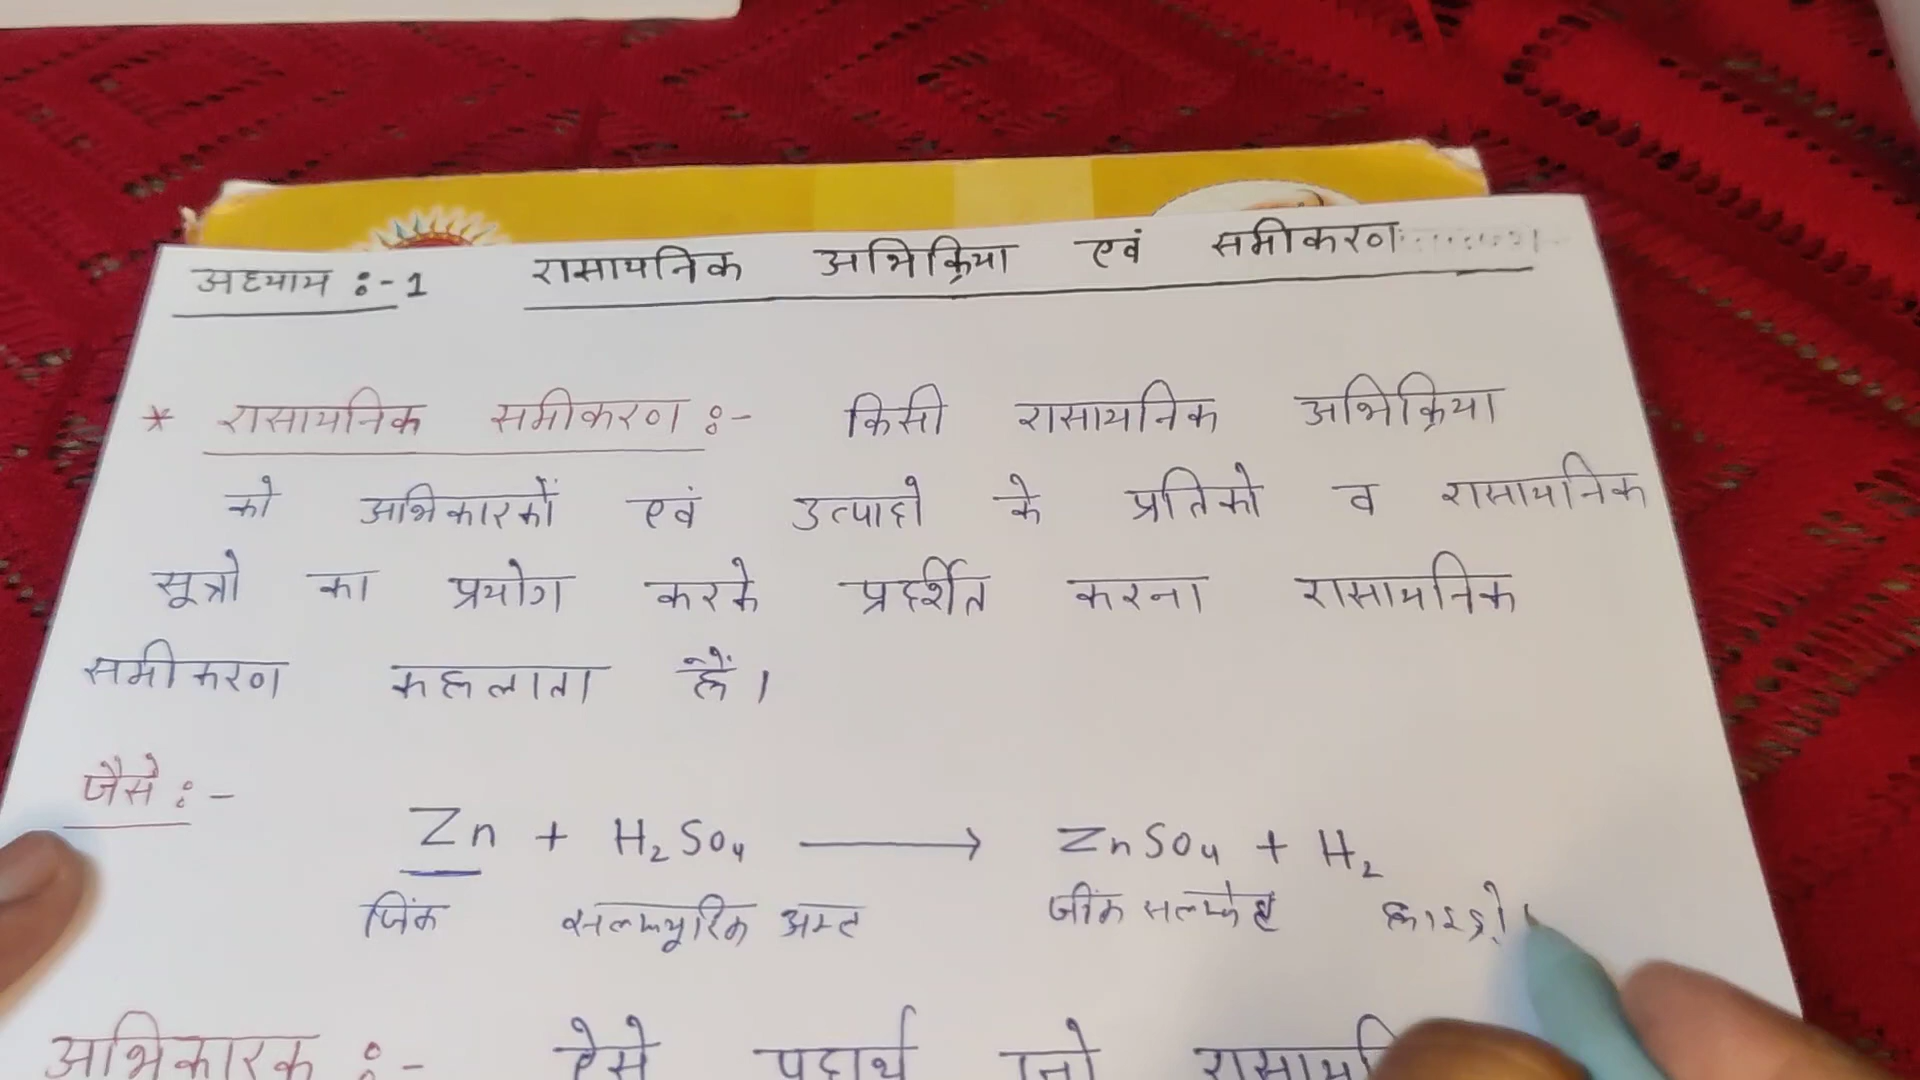 अध्याय :-1 रासायनिक अभिक्रिया एवं समीकरण
* रासायनिक समीकरण :- किसी रासायनिक अभिक्रिया
को अभिकारकों एवं उत्पादो के प्रतिको व रासायनिक
सूत्रो का प्रयोग करके प्रदर्शित करना रासायनिक
समीकरण कहलाता हैं।
जैसे :-
Zn + H₂SO₄ ⟶ ZnSO₄ + H₂
जिंक सल्फ्यूरिक अम्ल जींक सल्फेट हाइड्रो
अभिकारक :- ऐसे पदार्थ जो